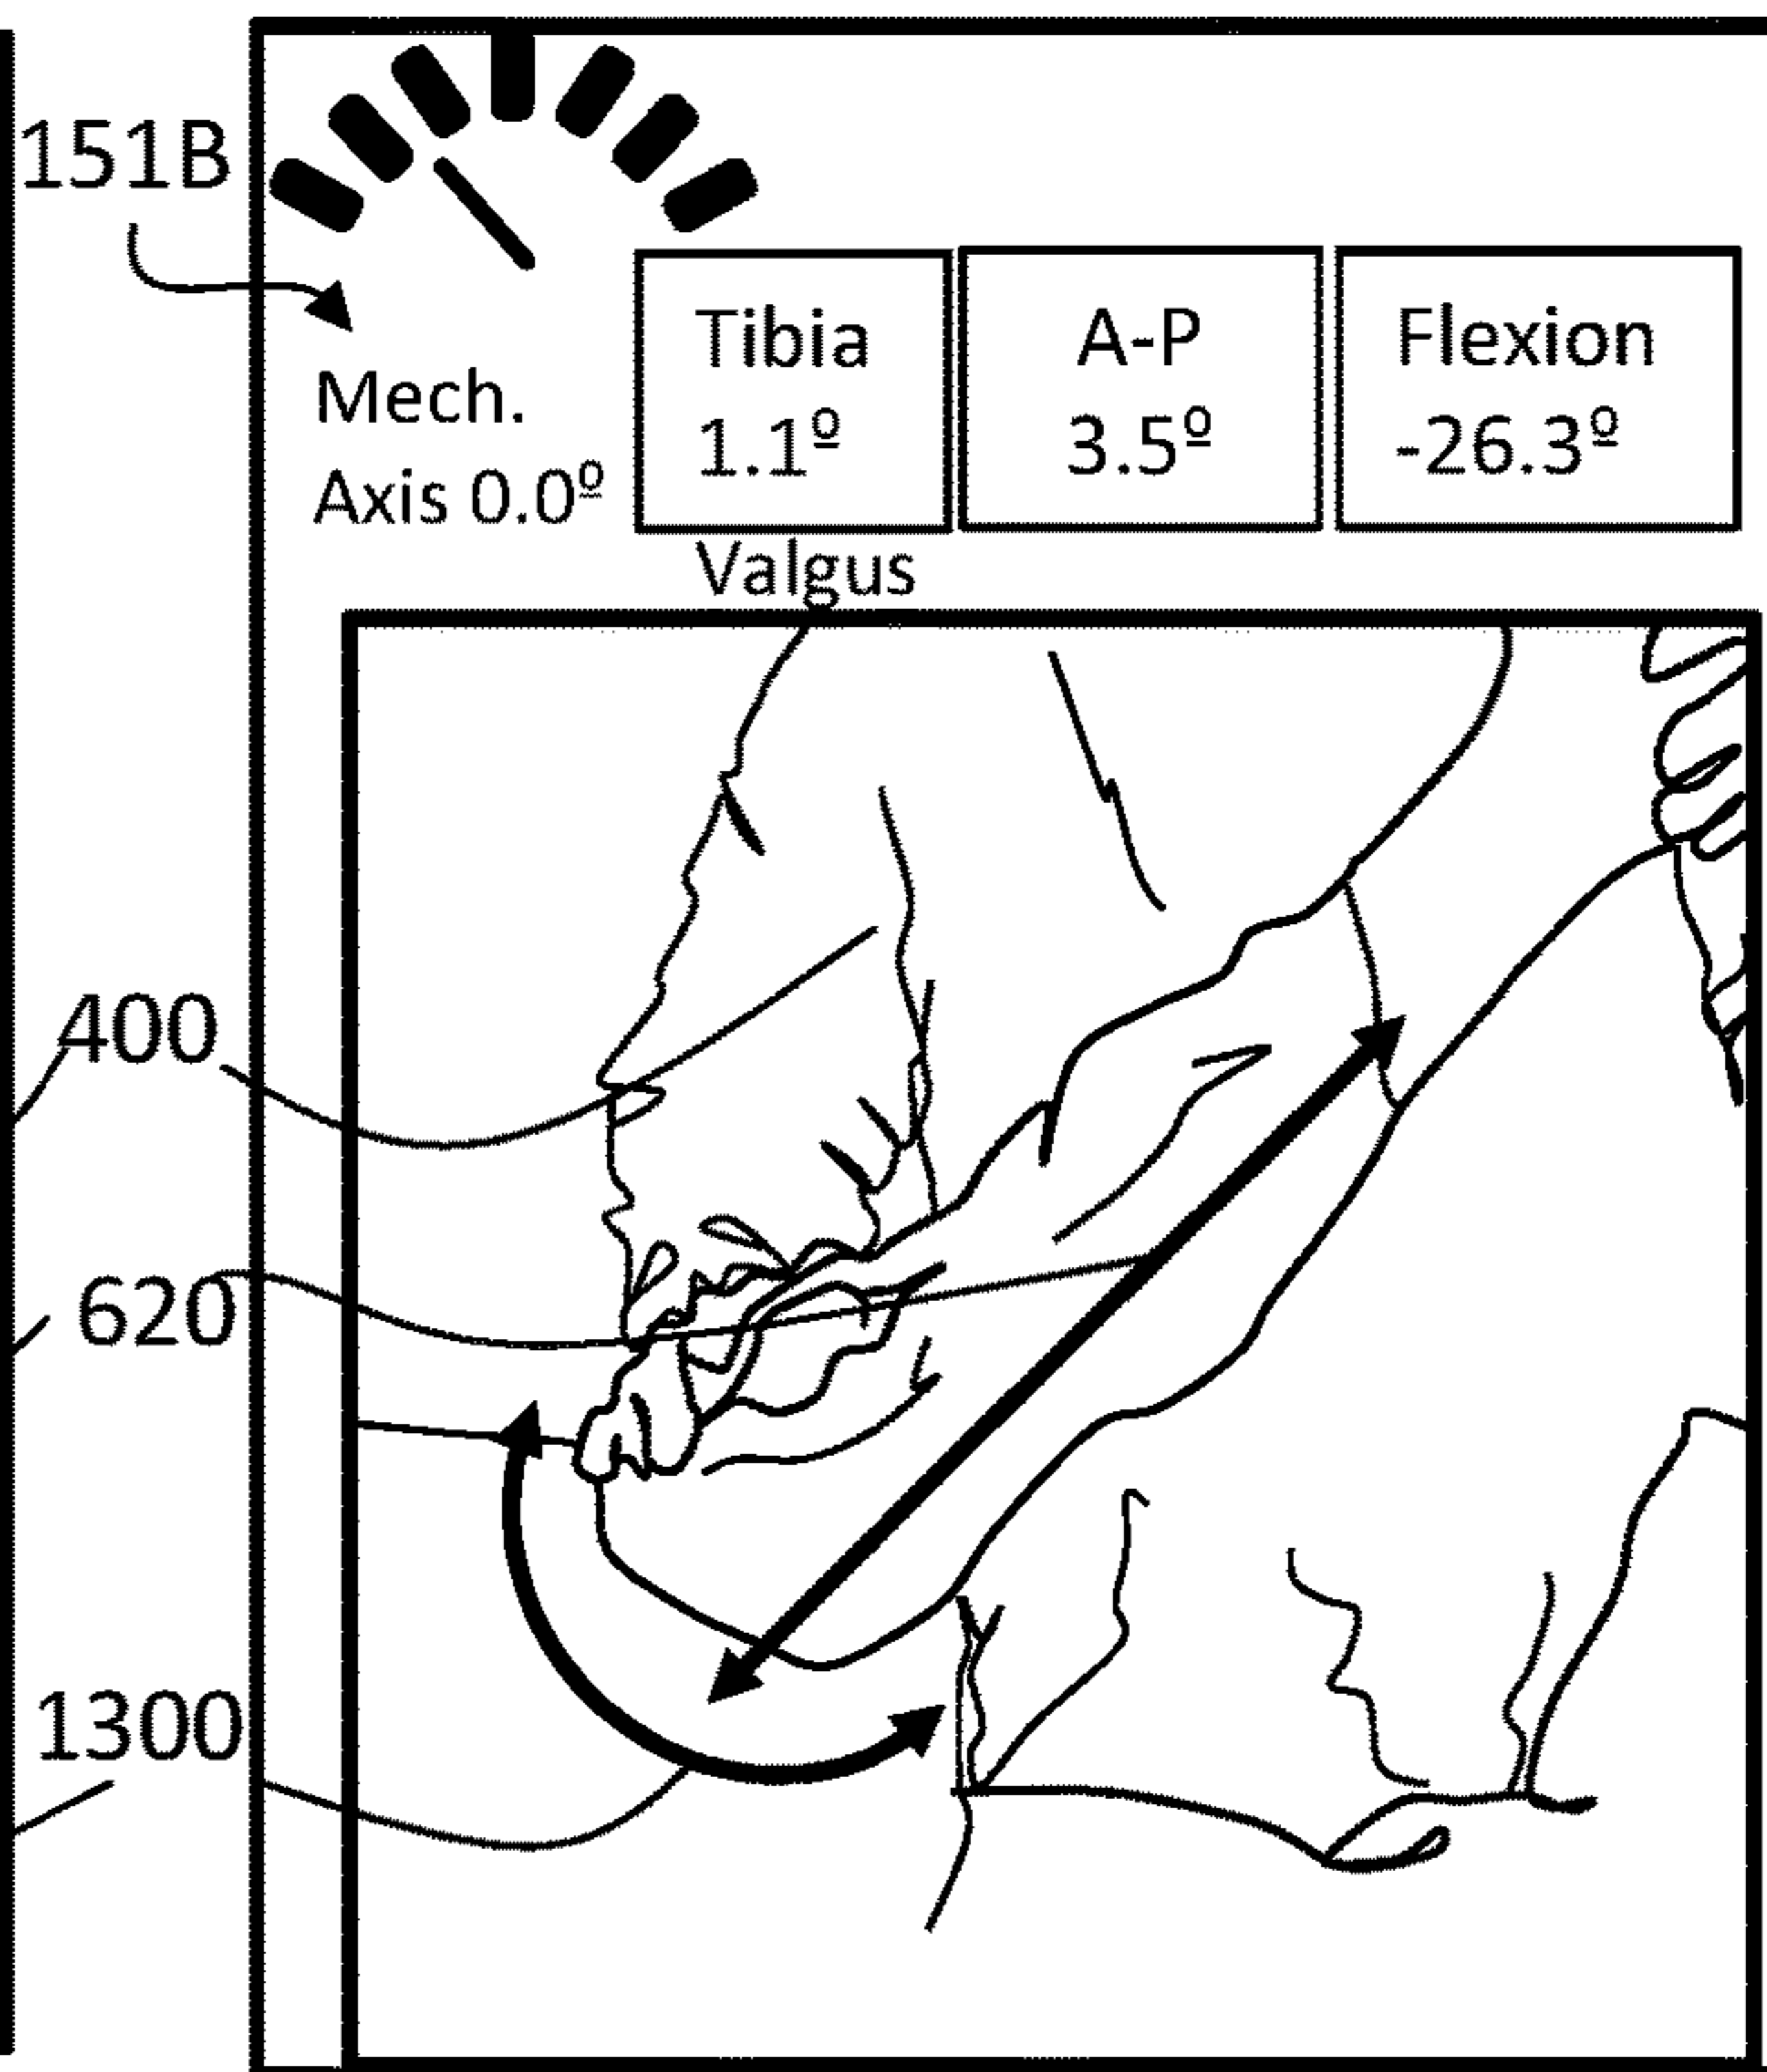 151B
Mech.
Axis 0.0º
Tibia
1.1º
A-P
3.5º
Flexion
-26.3º
Valgus
400
620
1300